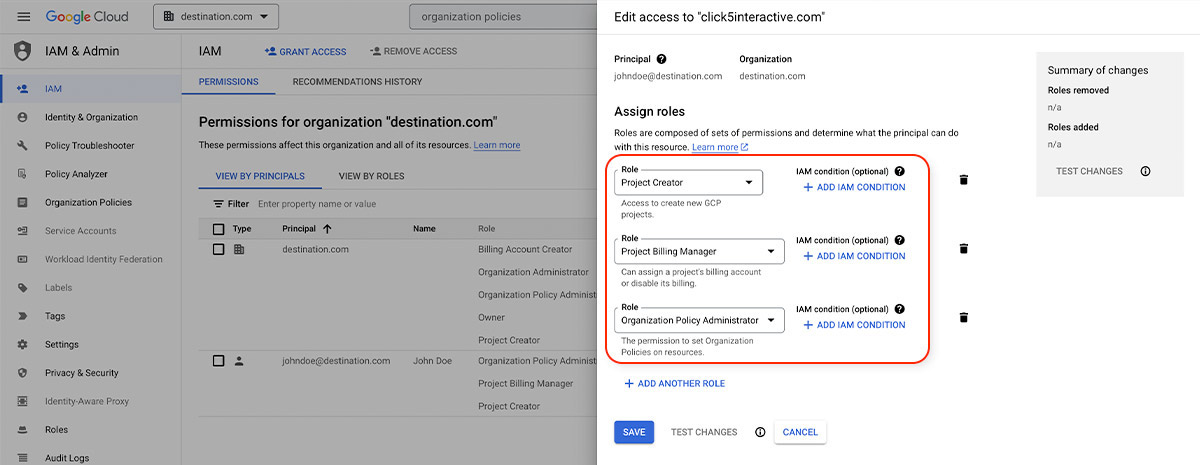 Google Cloud
destination.com
organization policies
IAM & Admin
IAM
Identity & Organization
Policy Troubleshooter
Policy Analyzer
Organization Policies
Service Accounts
Workload Identity Federation
Labels
Tags
Settings
Privacy & Security
Identity-Aware Proxy
Roles
Audit Logs
IAM
GRANT ACCESS
REMOVE ACCESS
PERMISSIONS
RECOMMENDATIONS HISTORY
Permissions for organization "destination.com"
These permissions affect this organization and all of its resources. Learn more
VIEW BY PRINCIPALS
VIEW BY ROLES
Filter Enter property name or value
Type Principal Name Role
destination.com Billing Account Creator
Organization Administrator
Organization Policy Administ
Owner
Project Creator
johndoe@destination.com John Doe Organization Policy Administ
Project Billing Manager
Project Creator
Edit access to "click5interactive.com"
Principal ? Organization
johndoe@destination.com destination.com
Assign roles
Roles are composed of sets of permissions and determine what the principal can do
with this resource. Learn more
Role
Project Creator
Access to create new GCP
projects.
IAM condition (optional) ?
+ ADD IAM CONDITION
Role
Project Billing Manager
Can assign a project's billing account
or disable its billing.
IAM condition (optional) ?
+ ADD IAM CONDITION
Role
Organization Policy Administrator
The permission to set Organization
Policies on resources.
IAM condition (optional) ?
+ ADD IAM CONDITION
+ ADD ANOTHER ROLE
SAVE
TEST CHANGES
CANCEL
Summary of changes
Roles removed
n/a
Roles added
n/a
TEST CHANGES